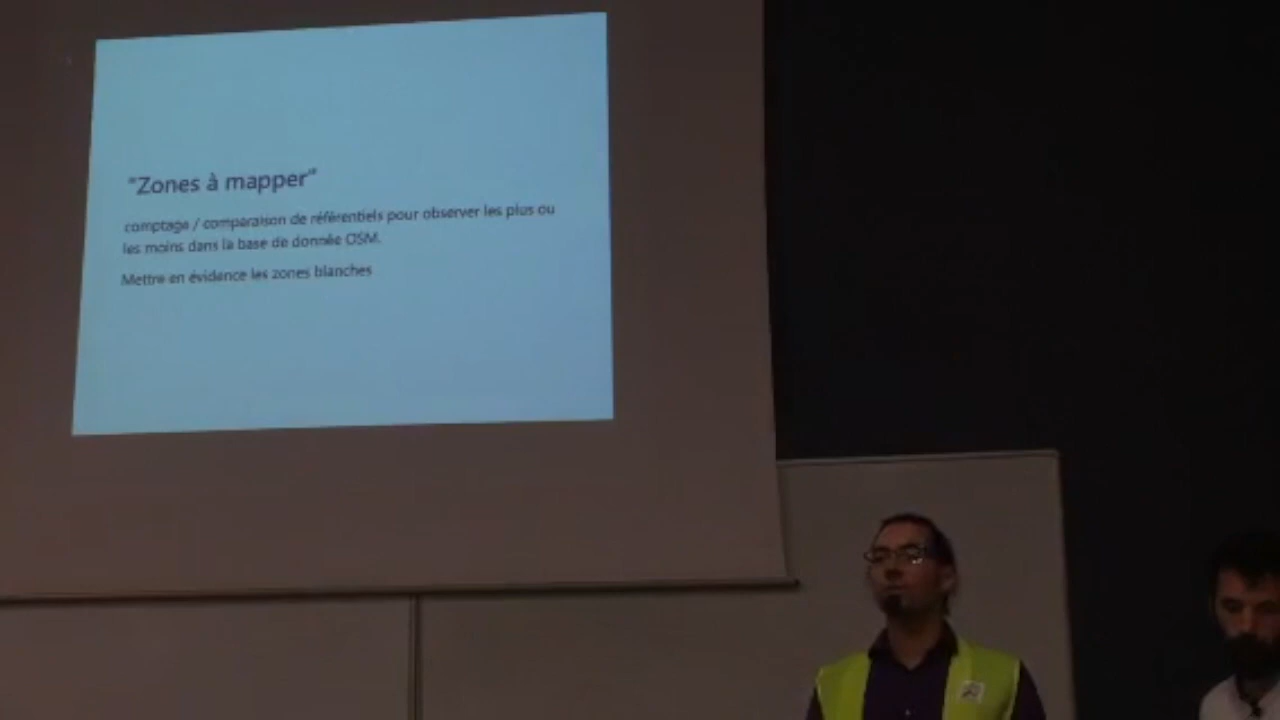 "Zones à mapper"
comptage / comparaison de référentiels pour observer les plus ou
les moins dans la base de donnée OSM.
Mettre en évidence les zones blanches